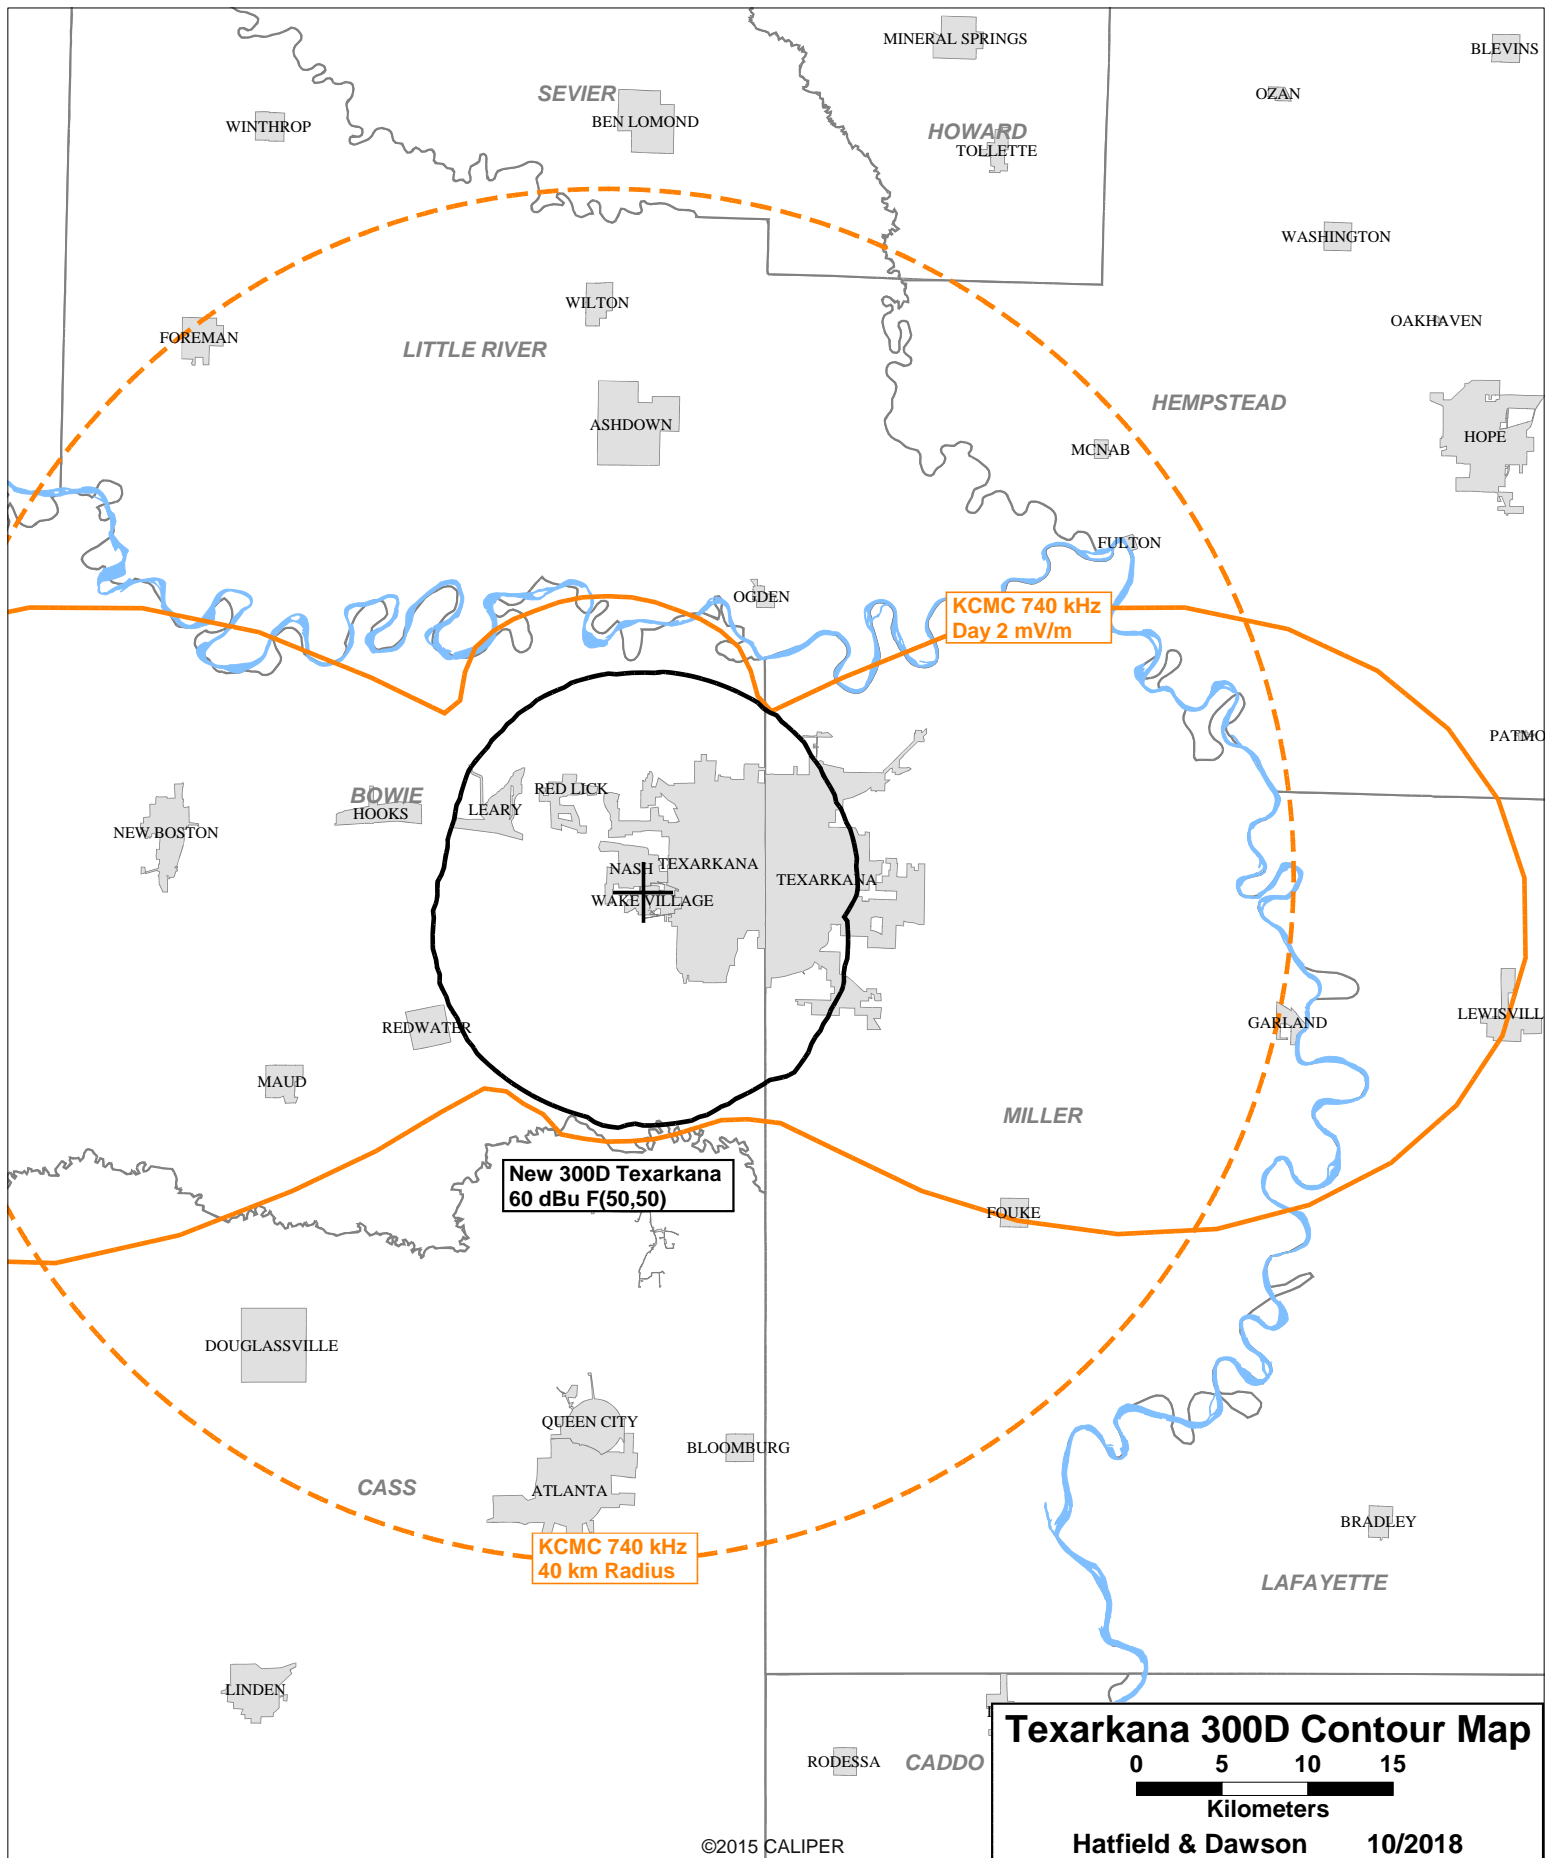 MINERAL SPRINGS
BLEVINS
SEVIER
OZAN
WINTHROP
BEN LOMOND
HOWARD
TOLLETTE
WASHINGTON
WILTON
OAKHAVEN
FOREMAN
LITTLE RIVER
HEMPSTEAD
ASHDOWN
HOPE
MCNAB
FULTON
OGDEN
KCMC 740 kHz
Day 2 mV/m
PATMO
BOWIE
RED LICK
HOOKS
LEARY
NEW BOSTON
NASH
TEXARKANA
TEXARKANA
WAKE VILLAGE
REDWATER
GARLAND
LEWISVILL
MAUD
MILLER
New 300D Texarkana
60 dBu F(50,50)
FOUKE
DOUGLASSVILLE
QUEEN CITY
BLOOMBURG
CASS
ATLANTA
BRADLEY
KCMC 740 kHz
40 km Radius
LAFAYETTE
LINDEN
RODESSA
CADDO
Texarkana 300D Contour Map
0 5 10 15
Kilometers
Hatfield & Dawson 10/2018
©2015 CALIPER